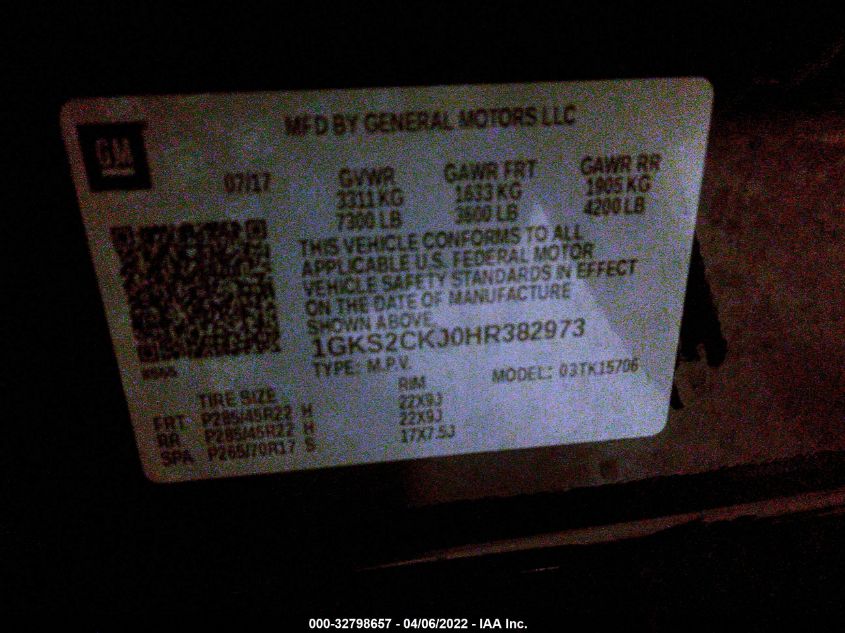 MFD BY GENERAL MOTORS LLC
GM
07/17 GVWR GAWR FRT GAWR RR
3311 KG 1633 KG 1905 KG
7300 LB 3600 LB 4200 LB
THIS VEHICLE CONFORMS TO ALL
APPLICABLE U.S. FEDERAL MOTOR
VEHICLE SAFETY STANDARDS IN EFFECT
ON THE DATE OF MANUFACTURE
SHOWN ABOVE
1GKS2CKJ0HR382973
TYPE: M.P.V. MODEL: 03TK15706
TIRE SIZE RIM
FRT P285/45R22 H 22X9J
RR P285/45R22 H 22X9J
SPA P265/70R17 S 17X7.5J
000-32798657 - 04/06/2022 - IAA Inc.